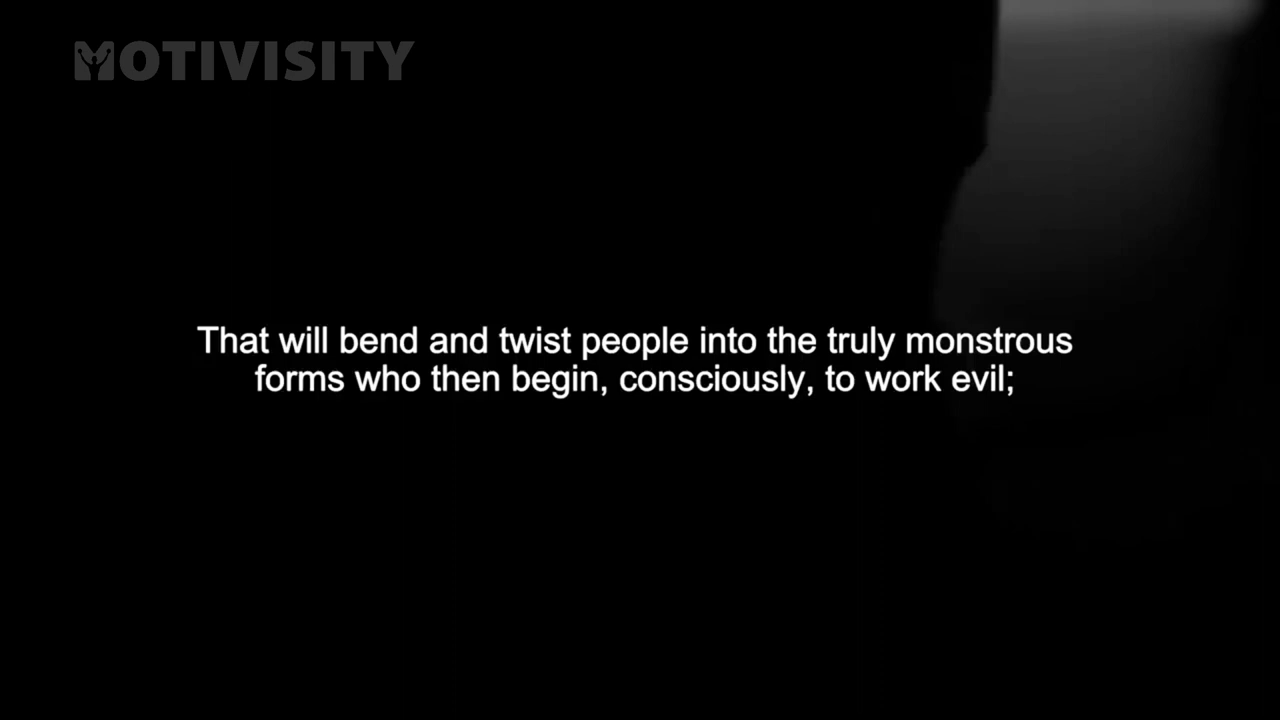 MOTIVISITY
That will bend and twist people into the truly monstrous
forms who then begin, consciously, to work evil;